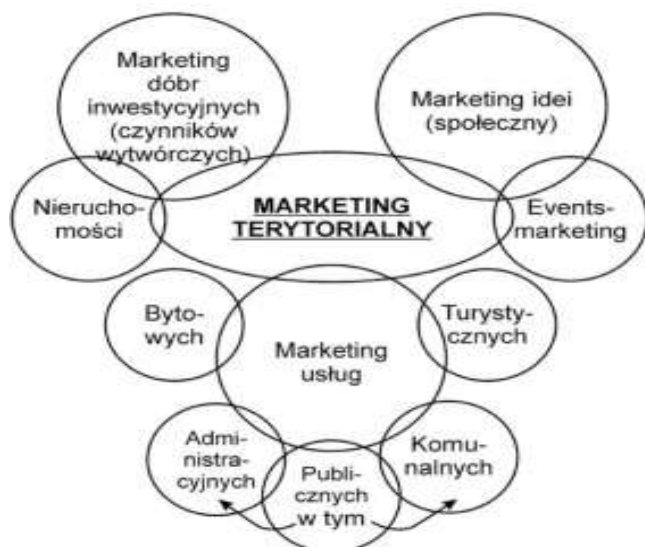 Marketing
dóbr
inwestycyjnych
(czynników
wytwórczych)
Marketing idei
(społeczny)
Nierucho-
mości
MARKETING
TERYTORIALNY
Events-
marketing
Byto-
wych
Marketing
usług
Turysty-
cznych
Admi-
nistra-
cyjnych
Publi-
cznych
w tym
Komu-
nalnych